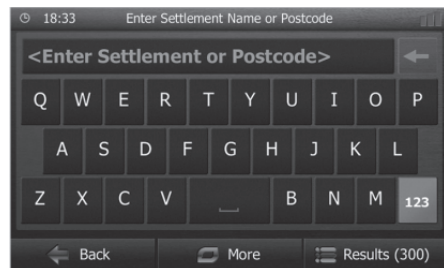 18:33 Enter Settlement Name or Postcode
<Enter Settlement or Postcode>
Q W E R T Y U I O P
A S D F G H J K L
Z X C V B N M 123
Back More Results (300)